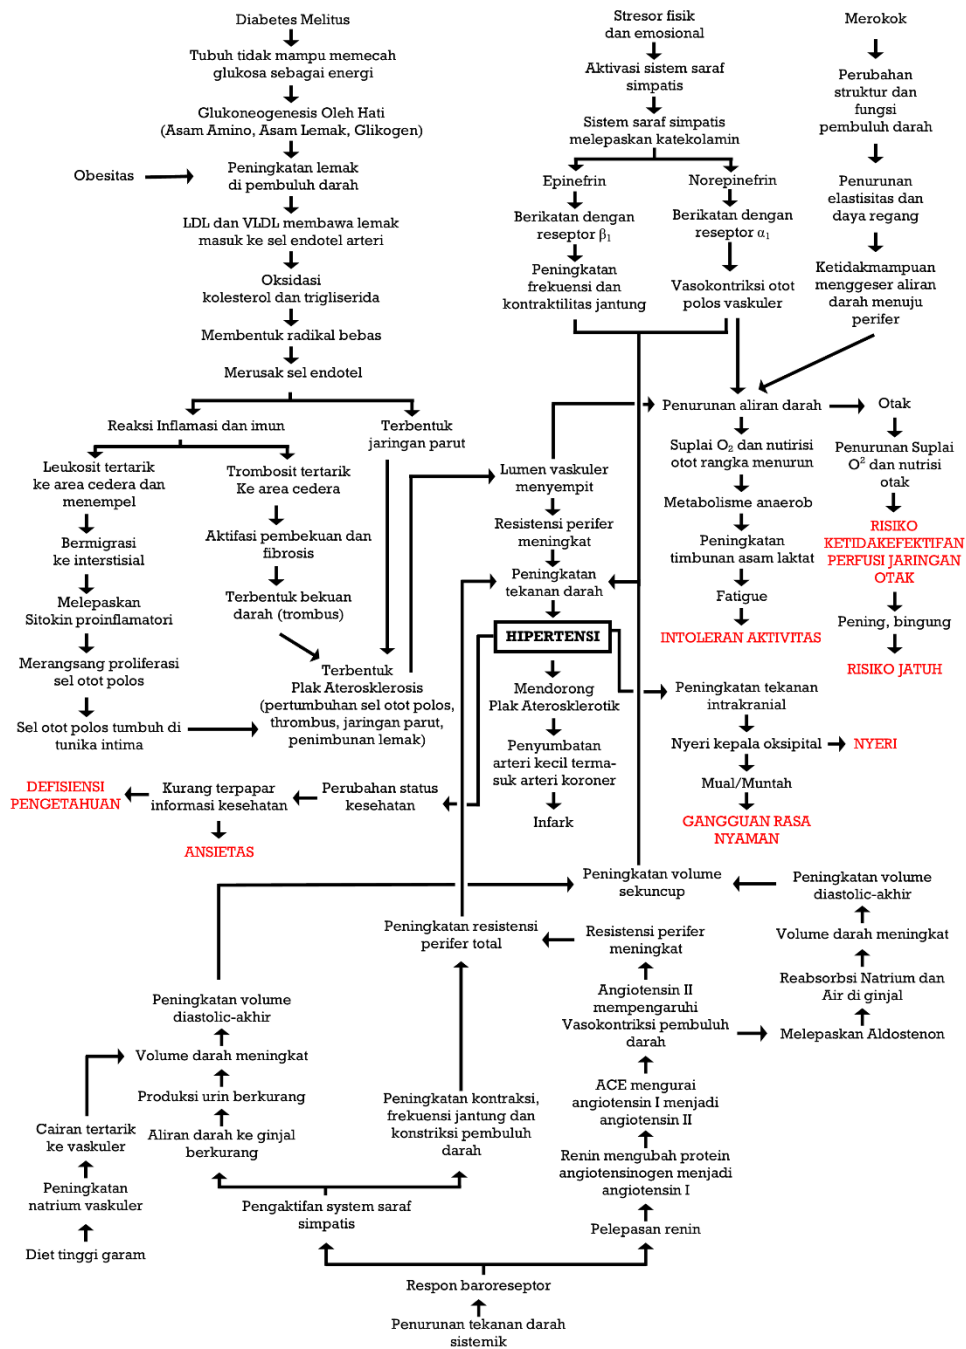 Diabetes Melitus
Tubuh tidak mampu memecah
glukosa sebagai energi
Glukoneogenesis Oleh Hati
(Asam Amino, Asam Lemak, Glikogen)
Obesitas
Peningkatan lemak
di pembuluh darah
LDL dan VLDL membawa lemak
masuk ke sel endotel arteri
Oksidasi
kolesterol dan trigliserida
Membentuk radikal bebas
Merusak sel endotel
Reaksi Inflamasi dan imun
Terbentuk
jaringan parut
Leukosit tertarik
ke area cedera dan
menempel
Bermigrasi
ke interstisial
Melepaskan
Sitokin proinflamatori
Merangsang proliferasi
sel otot polos
Sel otot polos tumbuh di
tunika intima
Trombosit tertarik
Ke area cedera
Aktifasi pembekuan dan
fibrosis
Terbentuk bekuan
darah (trombus)
Terbentuk
Plak Aterosklerosis
(pertumbuhan sel otot polos,
thrombus, jaringan parut,
penimbunan lemak)
Stresor fisik
dan emosional
Aktivasi sistem saraf
simpatis
Sistem saraf simpatis
melepaskan katekolamin
Epinefrin
Berikatan dengan
reseptor β₁
Peningkatan
frekuensi dan
kontraktilitas jantung
Norepinefrin
Berikatan dengan
reseptor α₁
Vasokontriksi otot
polos vaskuler
Merokok
Perubahan
struktur dan
fungsi
pembuluh darah
Penurunan
elastisitas dan
daya regang
Ketidakmampuan
menggeser aliran
darah menuju
perifer
Lumen vaskuler
menyempit
Resistensi perifer
meningkat
Peningkatan
tekanan darah
HIPERTENSI
Penurunan aliran darah
Suplai O₂ dan nutirisi
otot rangka menurun
Metabolisme anaerob
Peningkatan
timbunan asam laktat
Fatigue
INTOLERAN AKTIVITAS
Otak
Penurunan Suplai
O² dan nutrisi
otak
RISIKO
KETIDAKEFEKTIFAN
PERFUSI JARINGAN
OTAK
Pening, bingung
RISIKO JATUH
Mendorong
Plak Aterosklerotik
Penyumbatan
arteri kecil terma-
suk arteri koroner
Infark
Peningkatan tekanan
intrakranial
Nyeri kepala oksipital
NYERI
Mual/Muntah
GANGGUAN RASA
NYAMAN
DEFISIENSI
PENGETAHUAN
Kurang terpapar
informasi kesehatan
Perubahan status
kesehatan
ANSIETAS
Peningkatan volume
sekuncup
Peningkatan volume
diastolic-akhir
Volume darah meningkat
Reabsorbsi Natrium dan
Air di ginjal
Melepaskan Aldostenon
Peningkatan resistensi
perifer total
Resistensi perifer
meningkat
Angiotensin II
mempengaruhi
Vasokontriksi pembuluh
darah
ACE mengurai
angiotensin I menjadi
angiotensin II
Renin mengubah protein
angiotensinogen menjadi
angiotensin I
Pelepasan renin
Peningkatan volume
diastolic-akhir
Volume darah meningkat
Produksi urin berkurang
Aliran darah ke ginjal
berkurang
Cairan tertarik
ke vaskuler
Peningkatan
natrium vaskuler
Diet tinggi garam
Peningkatan kontraksi,
frekuensi jantung dan
konstriksi pembuluh
darah
Pengaktifan system saraf
simpatis
Respon baroreseptor
Penurunan tekanan darah
sistemik